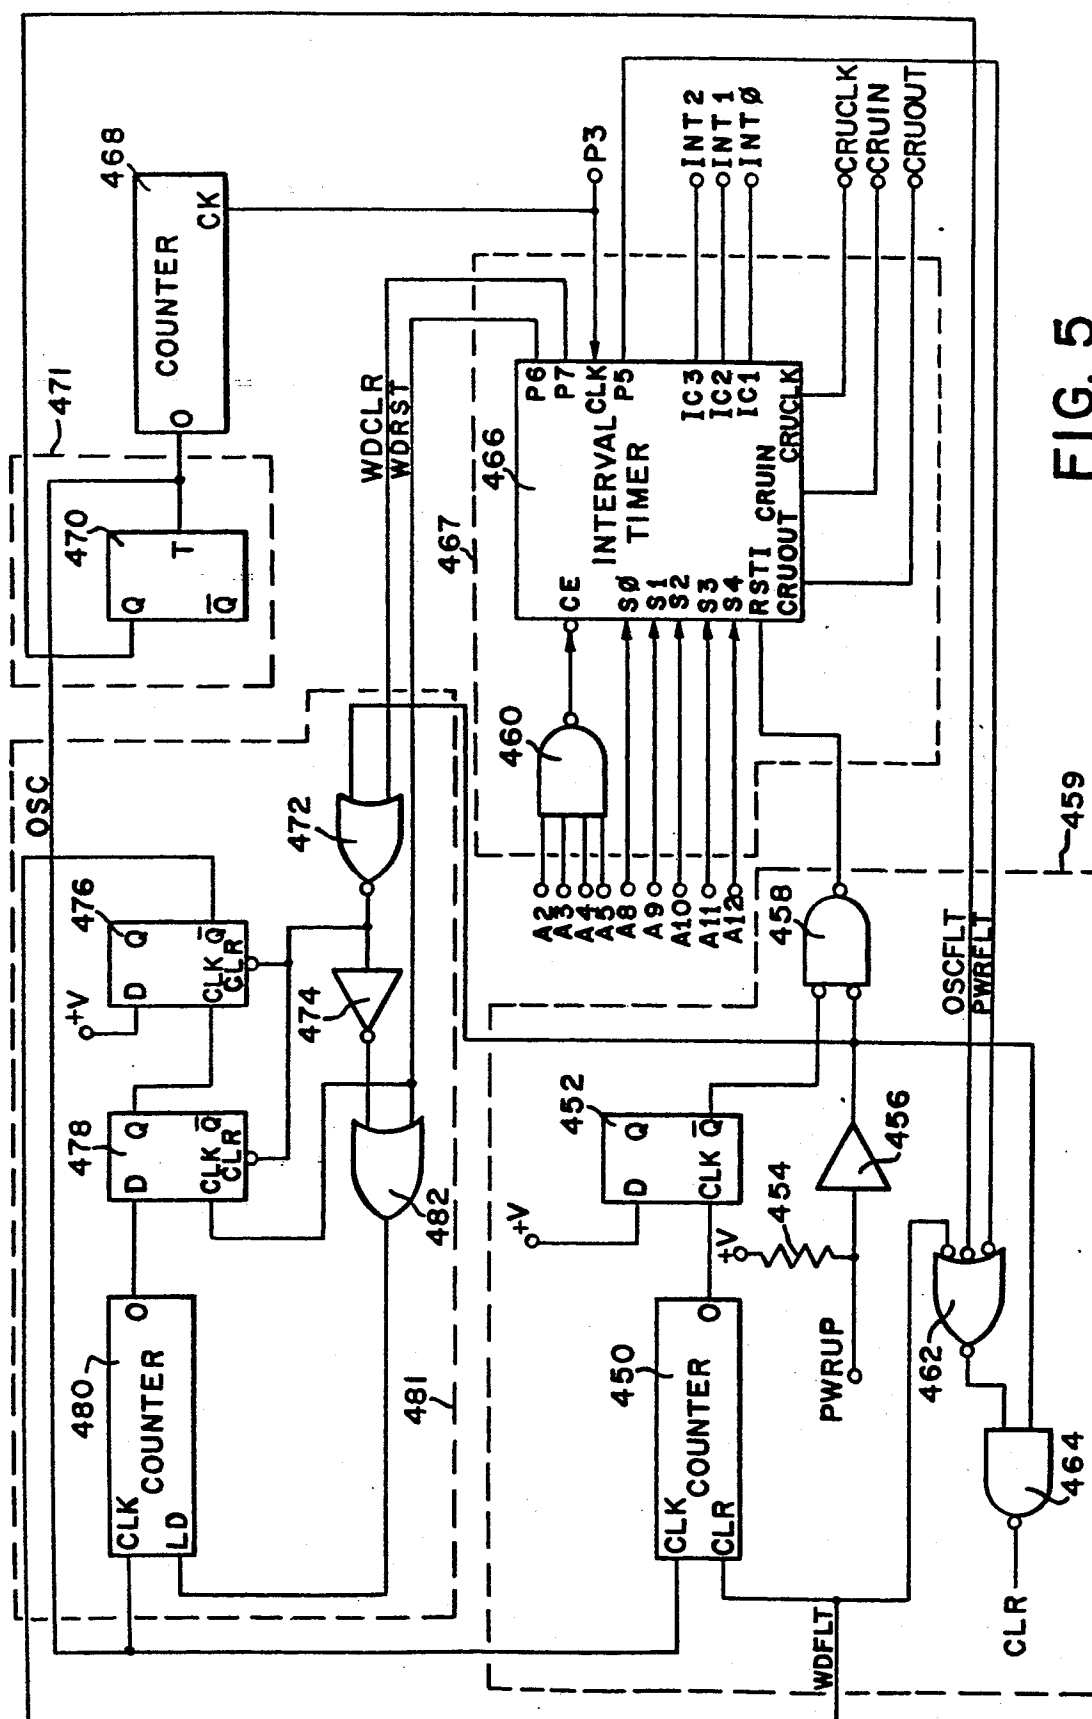 468
COUNTER
CK
O
471
470
Q
T
Q̅
P3
INT2
INT1
INTØ
CRUCLK
CRUIN
CRUOUT
WDCLR
WDRST
467
466
P6
P7
CLK
P5
INTERVAL
TIMER
IC3
IC2
IC1
CE
SØ
S1
S2
S3
S4
RSTI
CRUIN
CRUOUT
CRUCLK
460
A2
A3
A4
A5
A8
A9
A10
A11
A12
OSC
472
474
476
+V
D
Q
CLK
Q̅
CLR
478
D
Q
CLK
Q̅
CLR
482
480
COUNTER
CLK
LD
O
481
459
458
OSCFLT
PWRFLT
452
+V
D
Q
CLK
Q̅
456
454
+V
450
COUNTER
CLK
CLR
O
PWRUP
462
464
WDFLT
CLR
FIG. 5